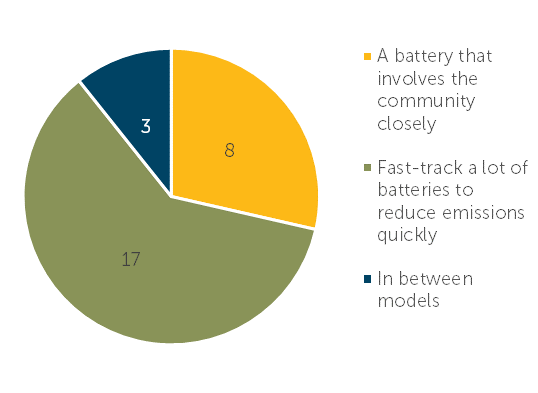 3
8
17
A battery that
involves the
community
closely
Fast-track a lot of
batteries to
reduce emissions
quickly
In between
models